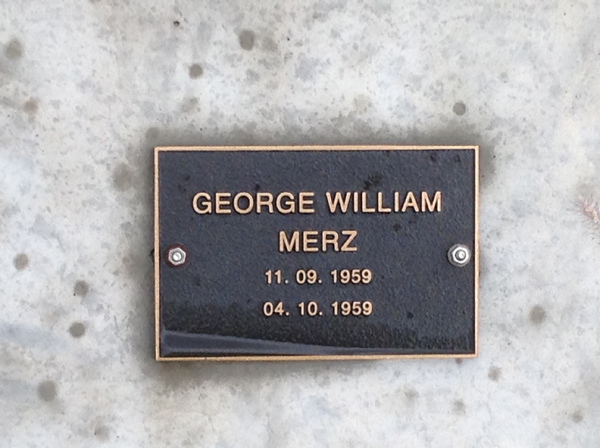 GEORGE WILLIAM
MERZ
11. 09. 1959
04. 10. 1959